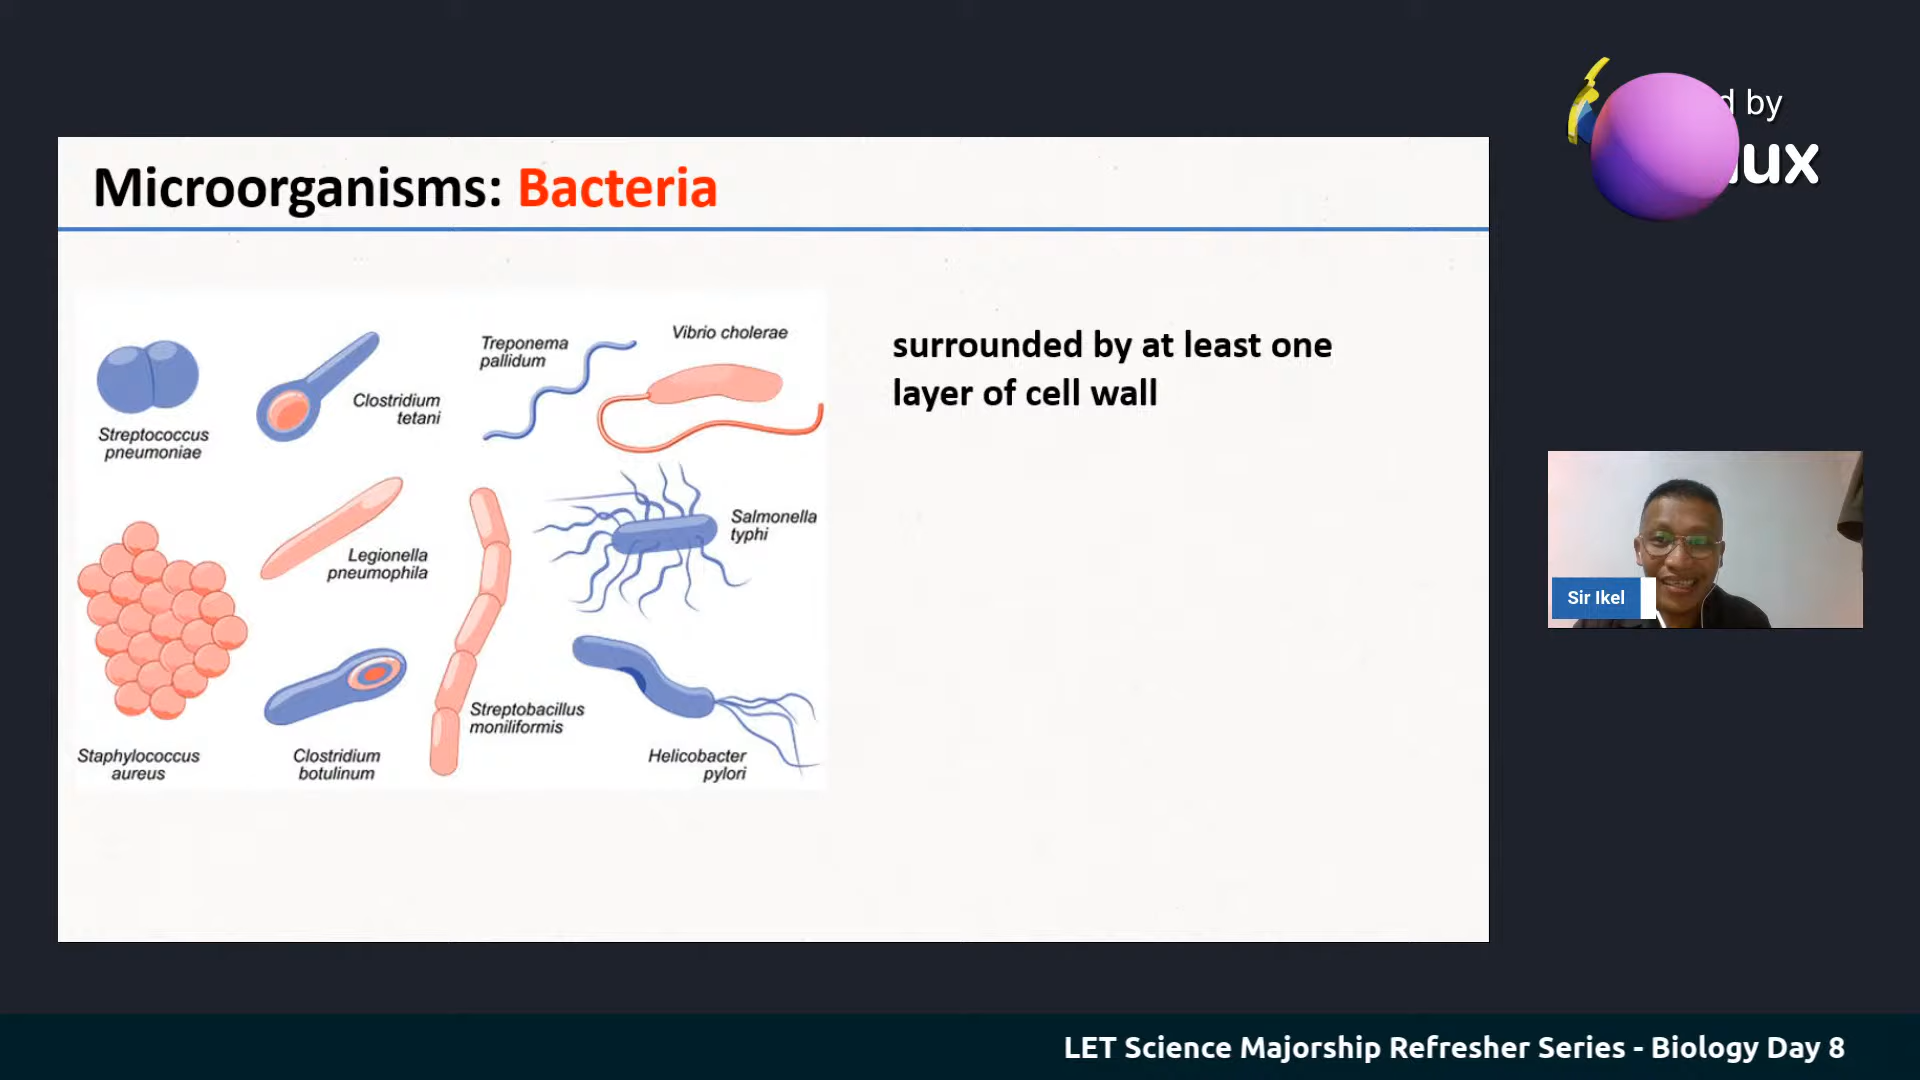 by
ux
Microorganisms: Bacteria
Treponema
pallidum
Vibrio cholerae
surrounded by at least one
layer of cell wall
Clostridium
tetani
Streptococcus
pneumoniae
Salmonella
typhi
Legionella
pneumophila
Sir Ikel
Streptobacillus
moniliformis
Staphylococcus
aureus
Clostridium
botulinum
Helicobacter
pylori
LET Science Majorship Refresher Series - Biology Day 8